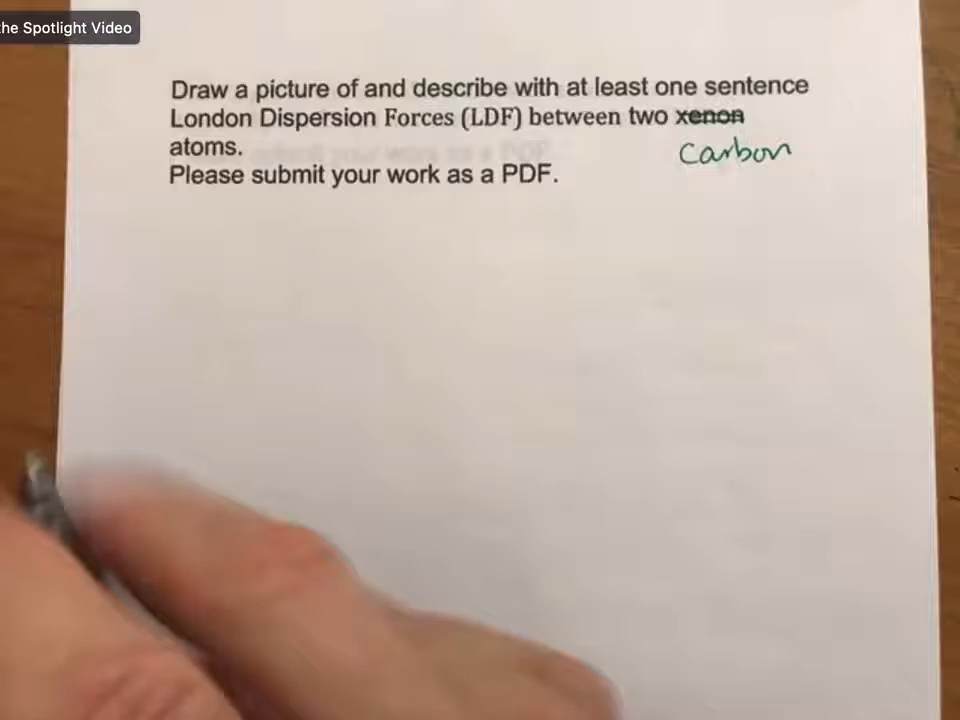 the Spotlight Video
Draw a picture of and describe with at least one sentence
London Dispersion Forces (LDF) between two xenon
atoms.
carbon
Please submit your work as a PDF.